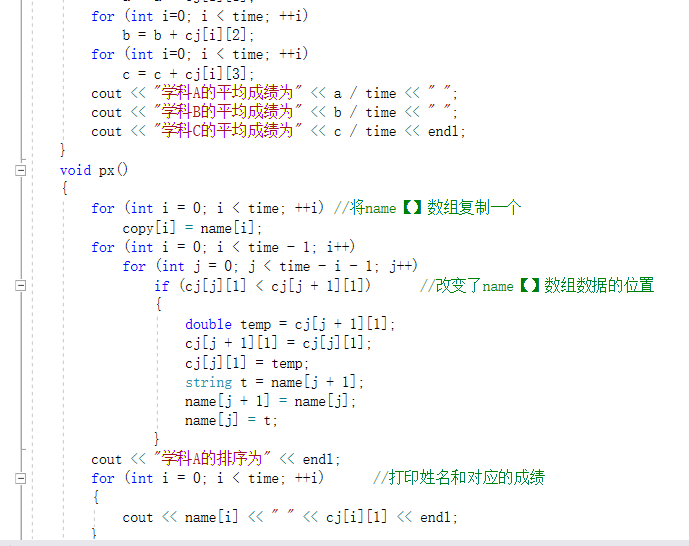 for (int i=0; i < time; ++i)
b = b + cj[i][2];
for (int i=0; i < time; ++i)
c = c + cj[i][3];
cout << "学科A的平均成绩为" << a / time << " ";
cout << "学科B的平均成绩为" << b / time << " ";
cout << "学科C的平均成绩为" << c / time << endl;
}
void px()
{
for (int i = 0; i < time; ++i) //将name【】数组复制一个
copy[i] = name[i];
for (int i = 0; i < time - 1; i++)
for (int j = 0; j < time - i - 1; j++)
if (cj[j][1] < cj[j + 1][1]) //改变了name【】数组数据的位置
{
double temp = cj[j + 1][1];
cj[j + 1][1] = cj[j][1];
cj[j][1] = temp;
string t = name[j + 1];
name[j + 1] = name[j];
name[j] = t;
}
cout << "学科A的排序为" << endl;
for (int i = 0; i < time; ++i) //打印姓名和对应的成绩
{
cout << name[i] << " " << cj[i][1] << endl;
}